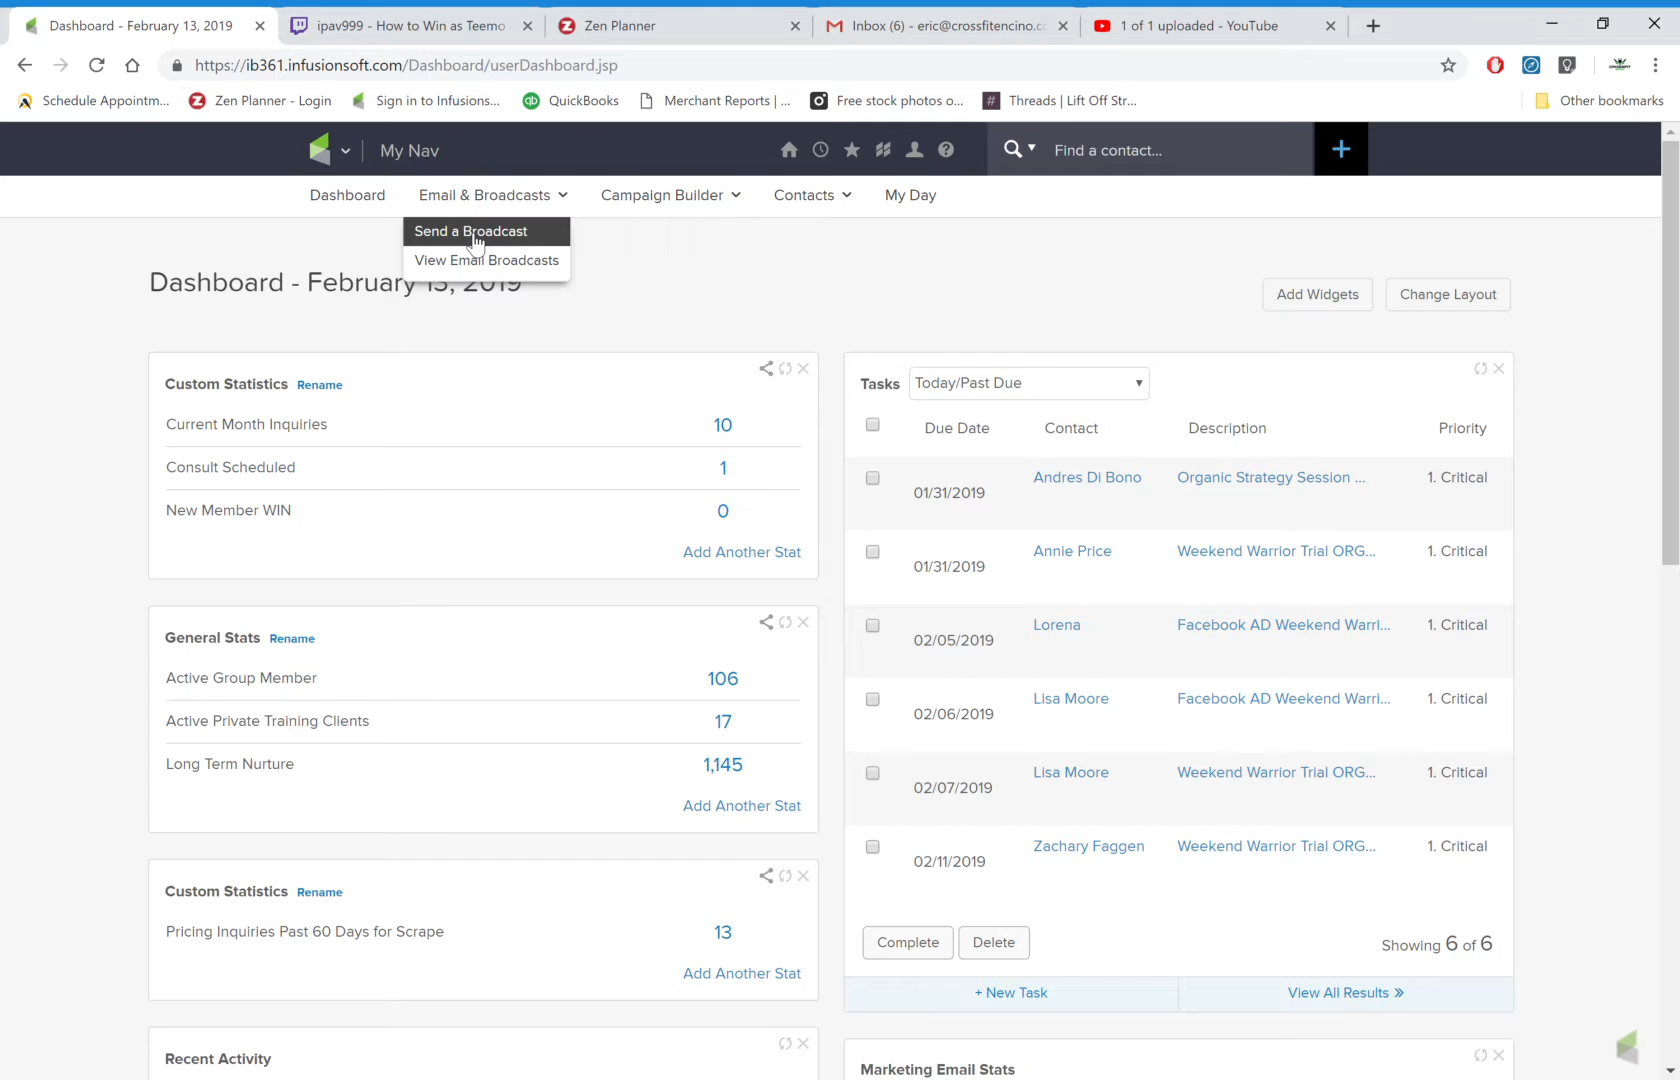 Dashboard - February 13, 2019
ipav999 - How to Win as Teemo
Zen Planner
Inbox (6) - eric@crossfitencino.cc
1 of 1 uploaded - YouTube
https://ib361.infusionsoft.com/Dashboard/userDashboard.jsp
Schedule Appointm...
Zen Planner - Login
Sign in to Infusions...
QuickBooks
Merchant Reports | ...
Free stock photos o...
Threads | Lift Off Str...
Other bookmarks
My Nav
Find a contact...
Dashboard
Email & Broadcasts
Campaign Builder
Contacts
My Day
Send a Broadcast
View Email Broadcasts
Dashboard - February 13, 2019
Add Widgets
Change Layout
Custom Statistics Rename
Current Month Inquiries 10
Consult Scheduled 1
New Member WIN 0
Add Another Stat
General Stats Rename
Active Group Member 106
Active Private Training Clients 17
Long Term Nurture 1,145
Add Another Stat
Custom Statistics Rename
Pricing Inquiries Past 60 Days for Scrape 13
Add Another Stat
Recent Activity
Tasks Today/Past Due
Due Date Contact Description Priority
01/31/2019 Andres Di Bono Organic Strategy Session ... 1. Critical
01/31/2019 Annie Price Weekend Warrior Trial ORG... 1. Critical
02/05/2019 Lorena Facebook AD Weekend Warri... 1. Critical
02/06/2019 Lisa Moore Facebook AD Weekend Warri... 1. Critical
02/07/2019 Lisa Moore Weekend Warrior Trial ORG... 1. Critical
02/11/2019 Zachary Faggen Weekend Warrior Trial ORG... 1. Critical
Complete Delete Showing 6 of 6
+ New Task View All Results »
Marketing Email Stats